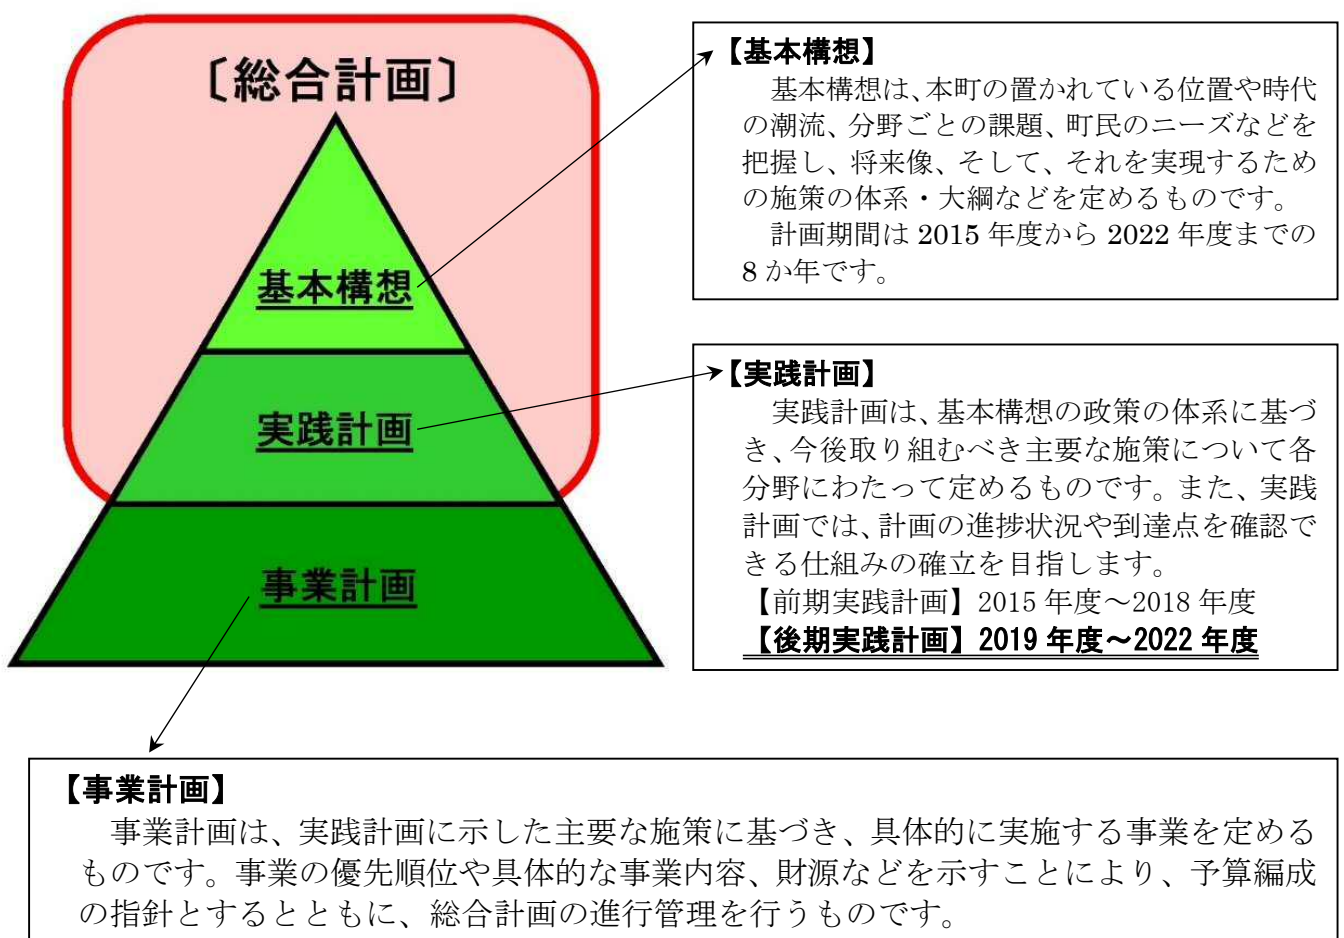 〔総合計画〕
基本構想
実践計画
事業計画
【基本構想】
基本構想は、本町の置かれている位置や時代
の潮流、分野ごとの課題、町民のニーズなどを
把握し、将来像、そして、それを実現するため
の施策の体系・大綱などを定めるものです。
計画期間は 2015 年度から 2022 年度までの
8 か年です。
【実践計画】
実践計画は、基本構想の政策の体系に基づ
き、今後取り組むべき主要な施策について各
分野にわたって定めるものです。また、実践
計画では、計画の進捗状況や到達点を確認で
きる仕組みの確立を目指します。
【前期実践計画】2015 年度～2018 年度
【後期実践計画】2019 年度～2022 年度
【事業計画】
事業計画は、実践計画に示した主要な施策に基づき、具体的に実施する事業を定める
ものです。事業の優先順位や具体的な事業内容、財源などを示すことにより、予算編成
の指針とするとともに、総合計画の進行管理を行うものです。